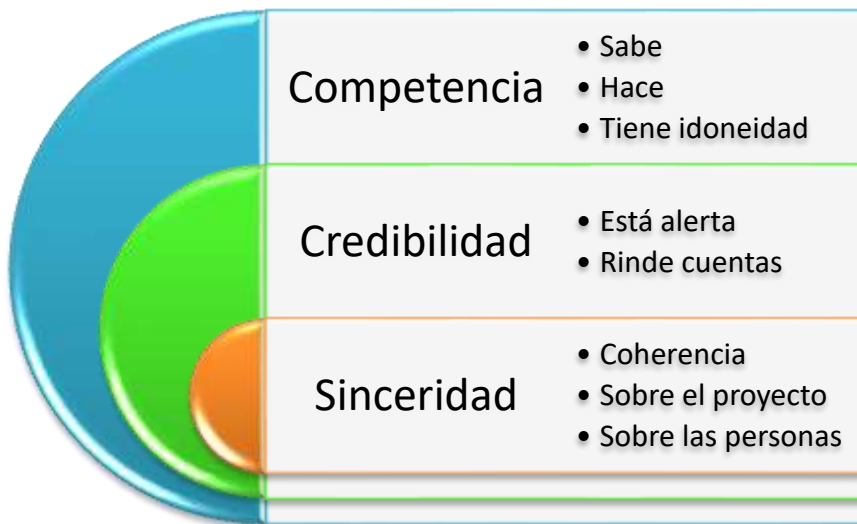 Competencia
• Sabe
• Hace
• Tiene idoneidad
Credibilidad
• Está alerta
• Rinde cuentas
Sinceridad
• Coherencia
• Sobre el proyecto
• Sobre las personas